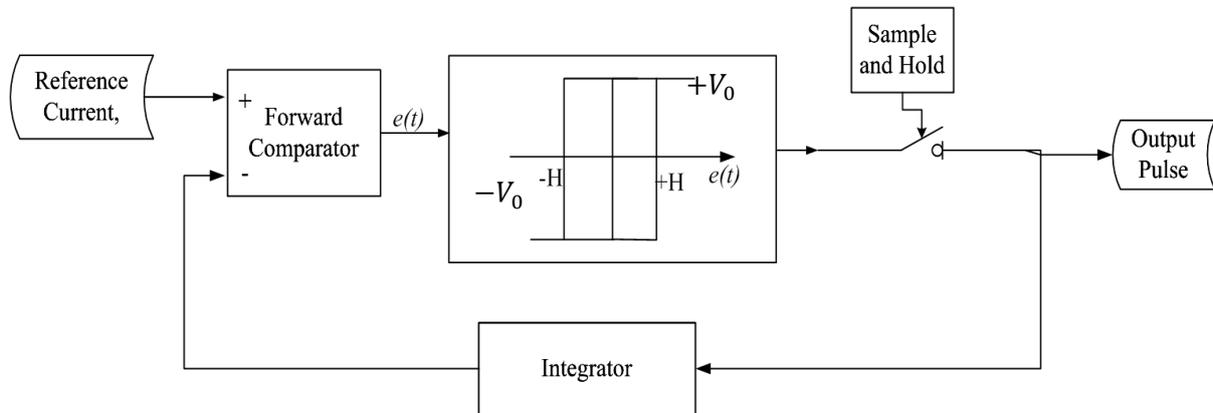 Reference
Current,
+
-
Forward
Comparator
e(t)
+V₀
-H
+H
e(t)
−V₀
Sample
and Hold
Output
Pulse
Integrator